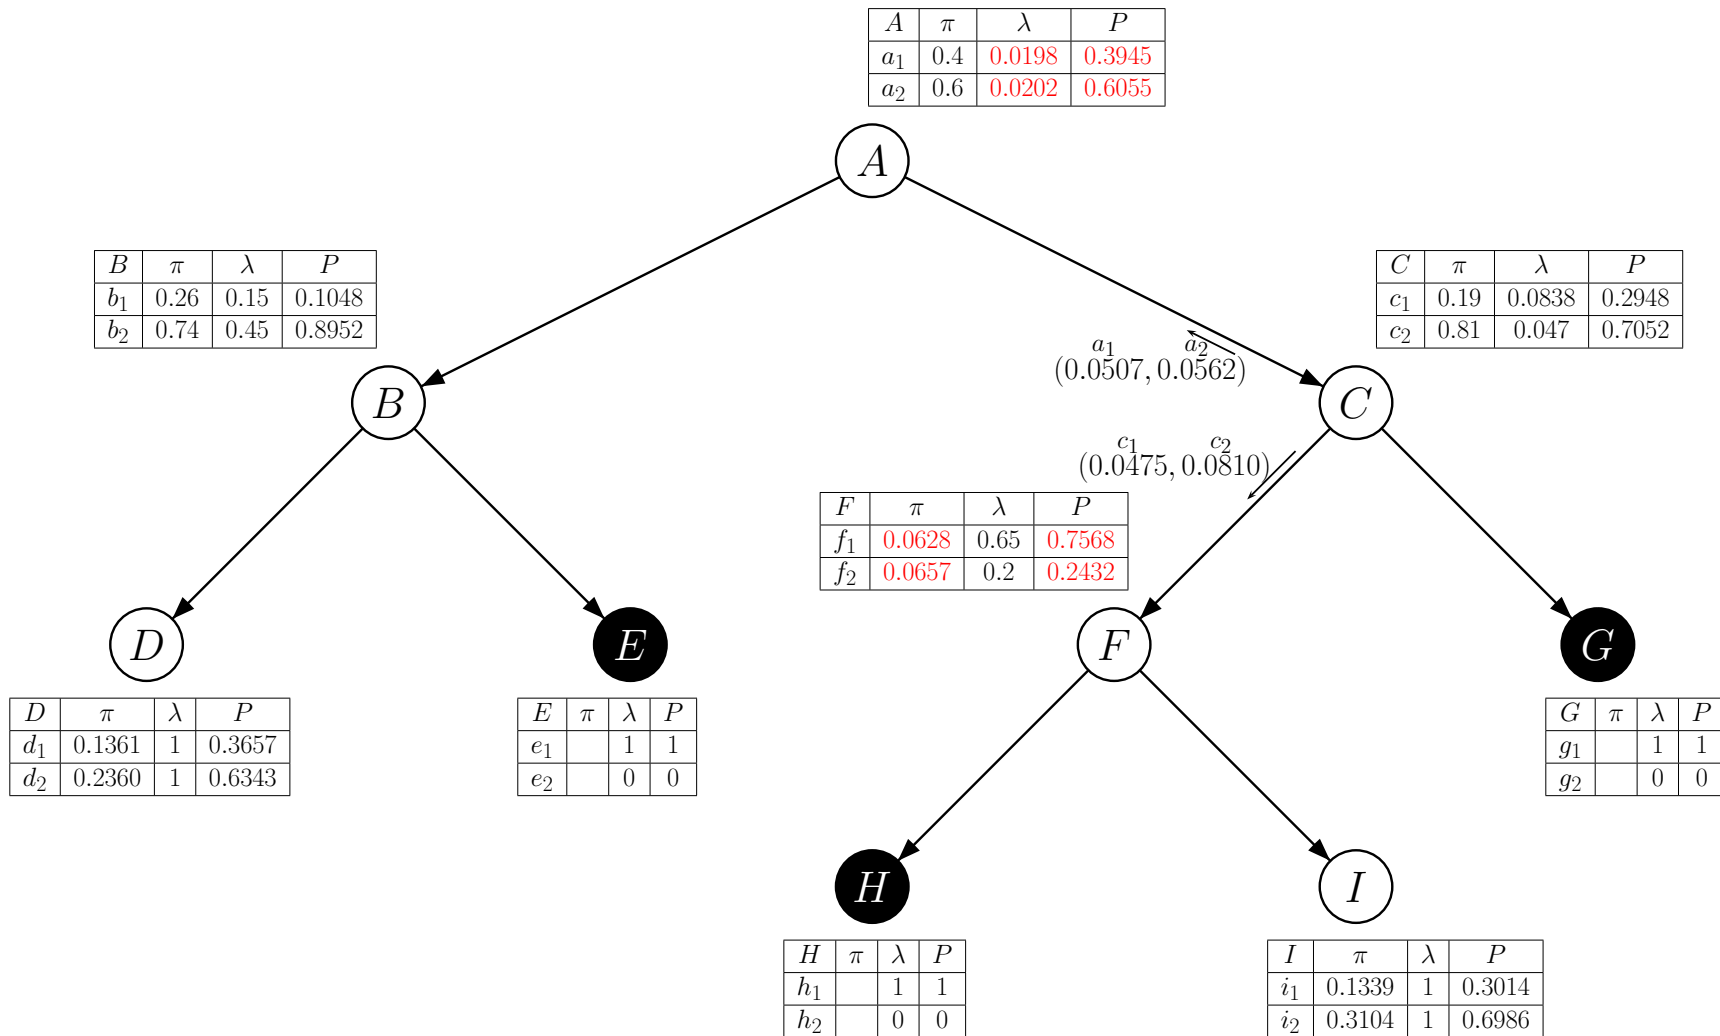 A π λ P
a1 0.4 0.0198 0.3945
a2 0.6 0.0202 0.6055
A
B π λ P
b1 0.26 0.15 0.1048
b2 0.74 0.45 0.8952
C π λ P
c1 0.19 0.0838 0.2948
c2 0.81 0.047 0.7052
a1 a2
(0.0507, 0.0562)
B
C
c1 c2
(0.0475, 0.0810)
F π λ P
f1 0.0628 0.65 0.7568
f2 0.0657 0.2 0.2432
D
E
F
G
D π λ P
d1 0.1361 1 0.3657
d2 0.2360 1 0.6343
E π λ P
e1 1 1
e2 0 0
G π λ P
g1 1 1
g2 0 0
H
I
H π λ P
h1 1 1
h2 0 0
I π λ P
i1 0.1339 1 0.3014
i2 0.3104 1 0.6986